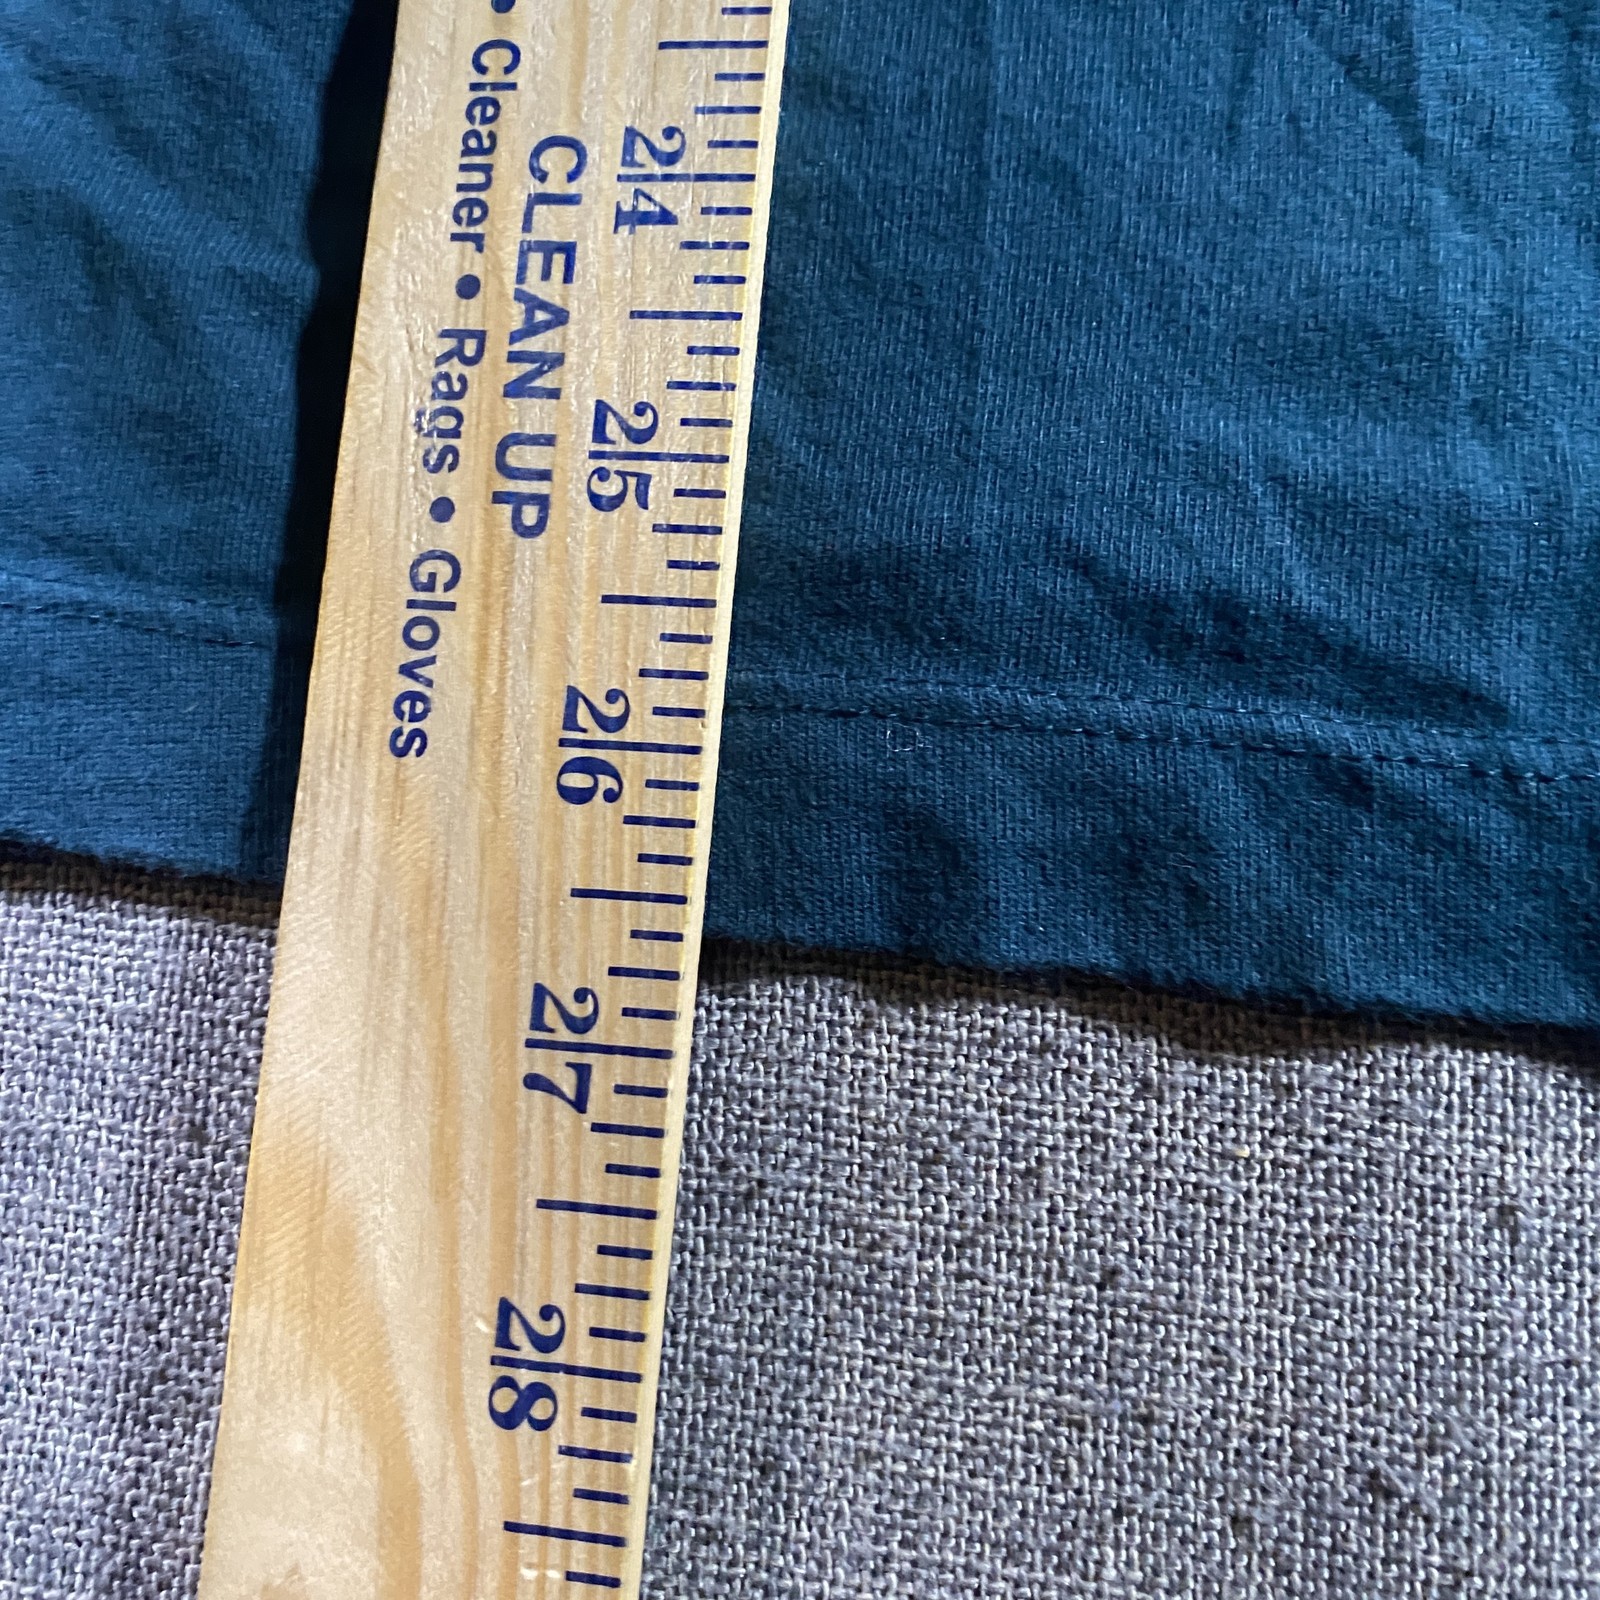 • Cleaner • Rags • Gloves
CLEAN UP
24
25
26
27
28